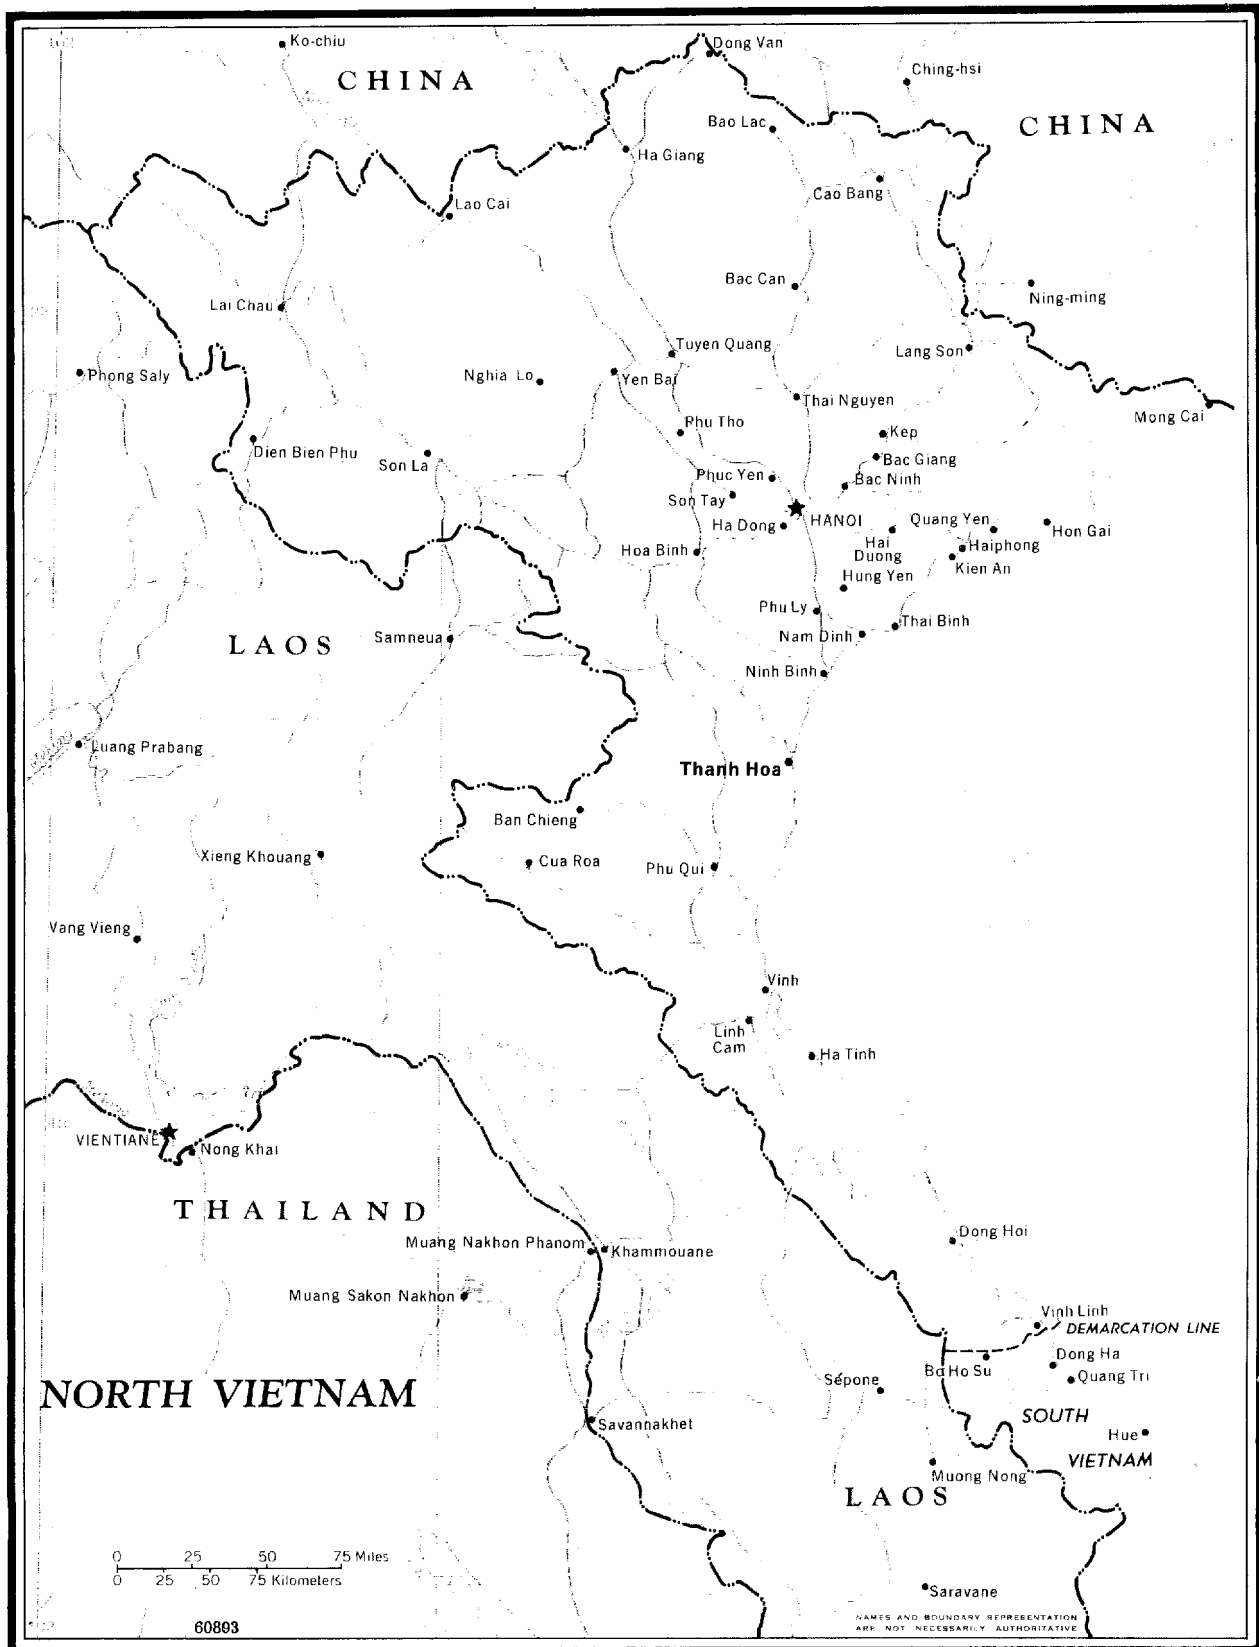 102
Ko-chiu
Dong Van
CHINA
Ching-hsi
Bao Lac
CHINA
Ha Giang
Cao Bang
Lao Cai
Bac Can
Lai Chau
Ning-ming
Tuyen Quang
Lang Son
Phong Saly
Nghia Lo
Yen Bai
Thai Nguyen
Mong Cai
Phu Tho
Kep
Dien Bien Phu
Son La
Bac Giang
Phuc Yen
Bac Ninh
Son Tay
HANOI
Quang Yen
Ha Dong
Hon Gai
Hai
Duong
Haiphong
Hoa Binh
Kien An
Hung Yen
Phu Ly
Thai Binh
LAOS
Samneua
Nam Dinh
Ninh Binh
Luang Prabang
Thanh Hoa
Ban Chieng
Xieng Khouang
Cua Roa
Phu Qui
Vang Vieng
Vinh
Linh
Cam
Ha Tinh
VIENTIANE
Nong Khai
THAILAND
Dong Hoi
Muang Nakhon Phanom
Khammouane
Muang Sakon Nakhon
Vinh Linh
DEMARCATION LINE
Dong Ha
Ba Ho Su
Quang Tri
Sepone
NORTH VIETNAM
Savannakhet
SOUTH
VIETNAM
Hue
Muong Nong
LAOS
0 25 50 75 Miles
0 25 50 75 Kilometers
Saravane
60893
NAMES AND BOUNDARY REPRESENTATION
ARE NOT NECESSARILY AUTHORITATIVE